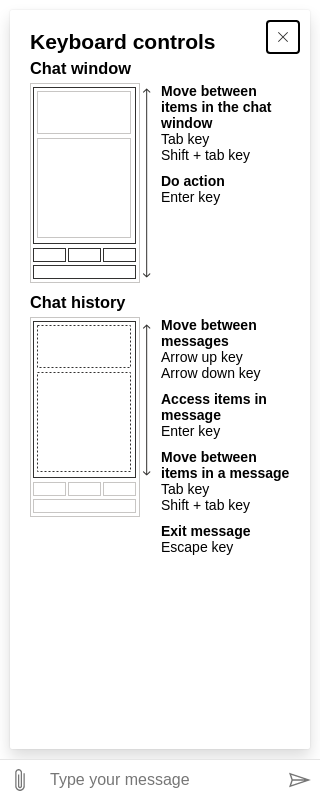 Keyboard controls
Chat window
Move between
items in the chat
window
Tab key
Shift + tab key
Do action
Enter key
Chat history
Move between
messages
Arrow up key
Arrow down key
Access items in
message
Enter key
Move between
items in a message
Tab key
Shift + tab key
Exit message
Escape key
Type your message